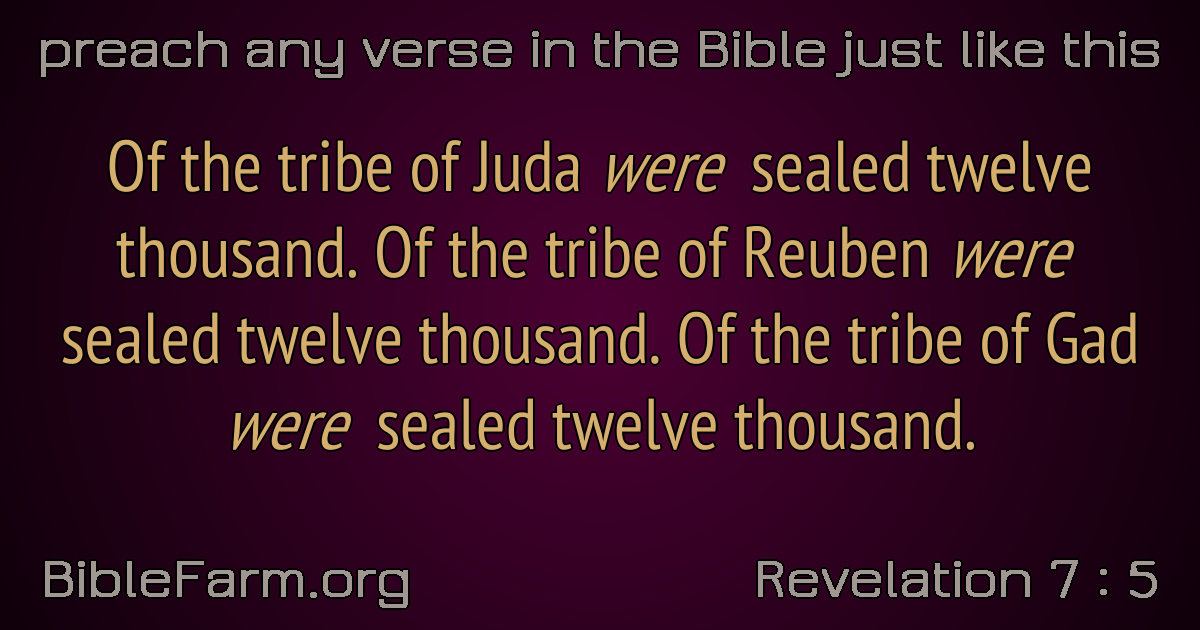 preach any verse in the Bible just like this
Of the tribe of Juda were sealed twelve
thousand. Of the tribe of Reuben were
sealed twelve thousand. Of the tribe of Gad
were sealed twelve thousand.
BibleFarm.org
Revelation 7 : 5